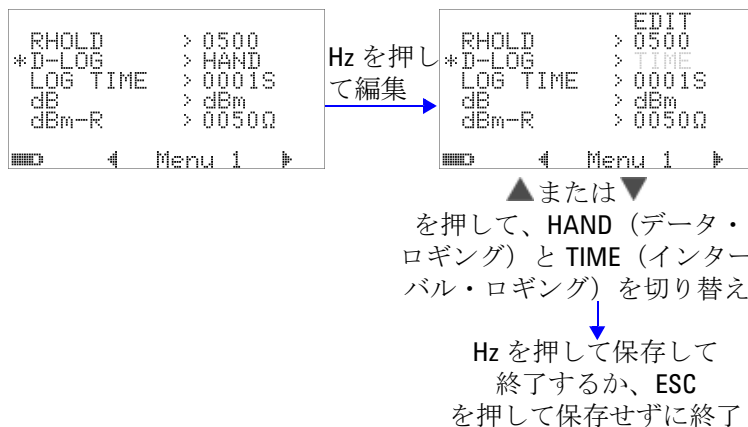 RHOLD > 0500
*D-LOG > HAND
LOG TIME > 0001S
dB > dBm
dBm-R > 0050Ω
Menu 1
Hz を押し
て編集
EDIT
RHOLD > 0500
*D-LOG > TIME
LOG TIME > 0001S
dB > dBm
dBm-R > 0050Ω
Menu 1
▲または▼
を押して、HAND（データ・
ロギング）と TIME（インター
バル・ロギング）を切り替え
Hz を押して保存して
終了するか、ESC
を押して保存せずに終了